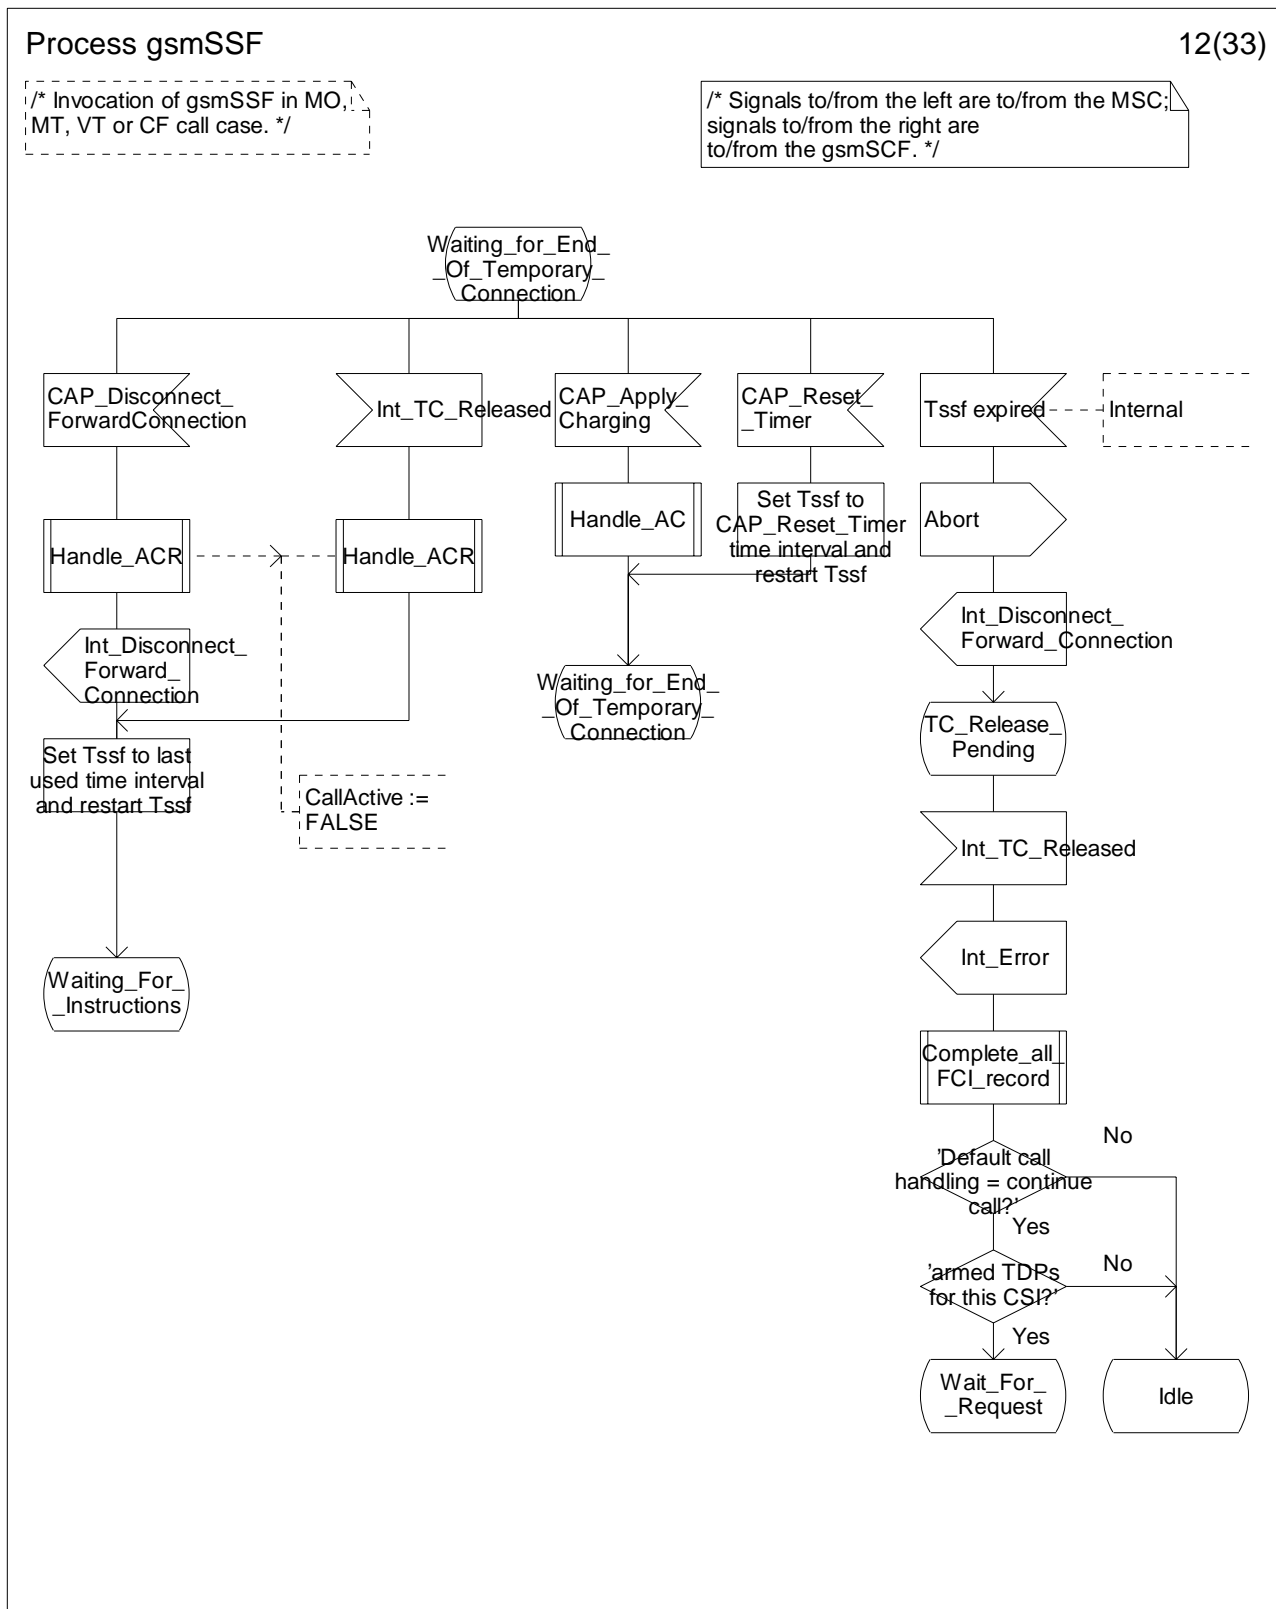 Process gsmSSF
12(33)
/* Invocation of gsmSSF in MO,
MT, VT or CF call case. */
/* Signals to/from the left are to/from the MSC;
signals to/from the right are
to/from the gsmSCF. */
Waiting_for_End_
_Of_Temporary_
Connection
CAP_Disconnect_
ForwardConnection
Int_TC_Released
CAP_Apply_
Charging
CAP_Reset_
_Timer
Tssf expired
Internal
Handle_ACR
Handle_ACR
Handle_AC
Set Tssf to
CAP_Reset_Timer
time interval and
restart Tssf
Abort
Int_Disconnect_
Forward_
Connection
Int_Disconnect_
Forward_Connection
Waiting_for_End_
_Of_Temporary_
Connection
TC_Release_
Pending
Set Tssf to last
used time interval
and restart Tssf
CallActive :=
FALSE
Int_TC_Released
Waiting_For_
_Instructions
Int_Error
Complete_all_
FCI_record
'Default call
handling = continue
call?'
No
Yes
'armed TDPs
for this CSI?'
No
Yes
Wait_For_
_Request
Idle